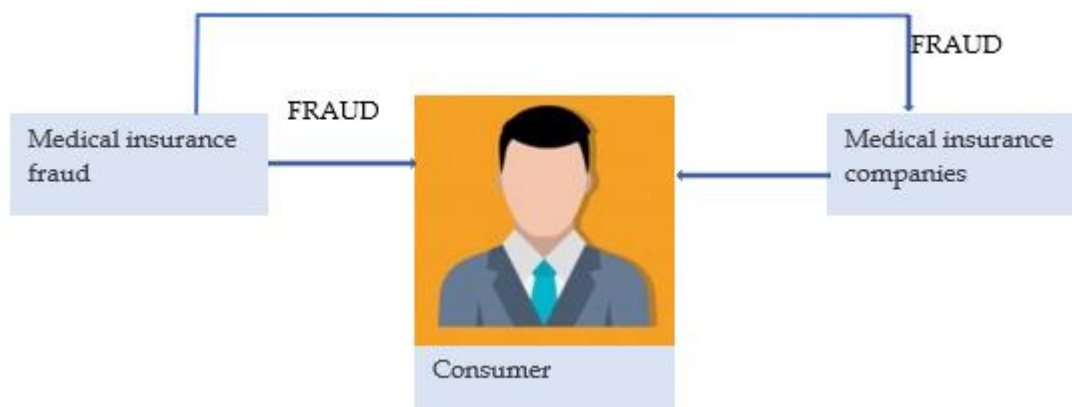 FRAUD
FRAUD
Medical insurance
fraud
Medical insurance
companies
Consumer